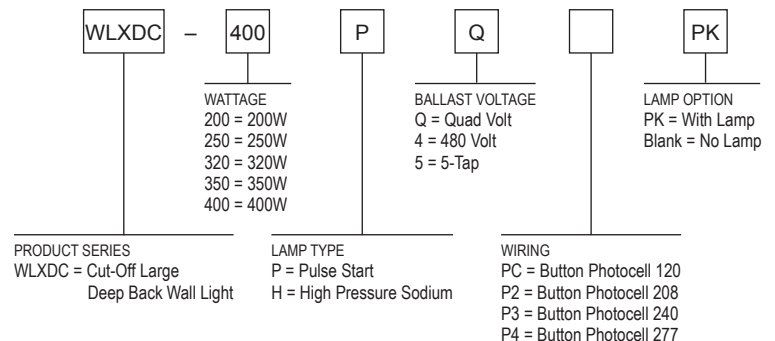 WLXDC – 400 P Q PK
WATTAGE
200 = 200W
250 = 250W
320 = 320W
350 = 350W
400 = 400W
BALLAST VOLTAGE
Q = Quad Volt
4 = 480 Volt
5 = 5-Tap
LAMP OPTION
PK = With Lamp
Blank = No Lamp
PRODUCT SERIES
WLXDC = Cut-Off Large
Deep Back Wall Light
LAMP TYPE
P = Pulse Start
H = High Pressure Sodium
WIRING
PC = Button Photocell 120
P2 = Button Photocell 208
P3 = Button Photocell 240
P4 = Button Photocell 277